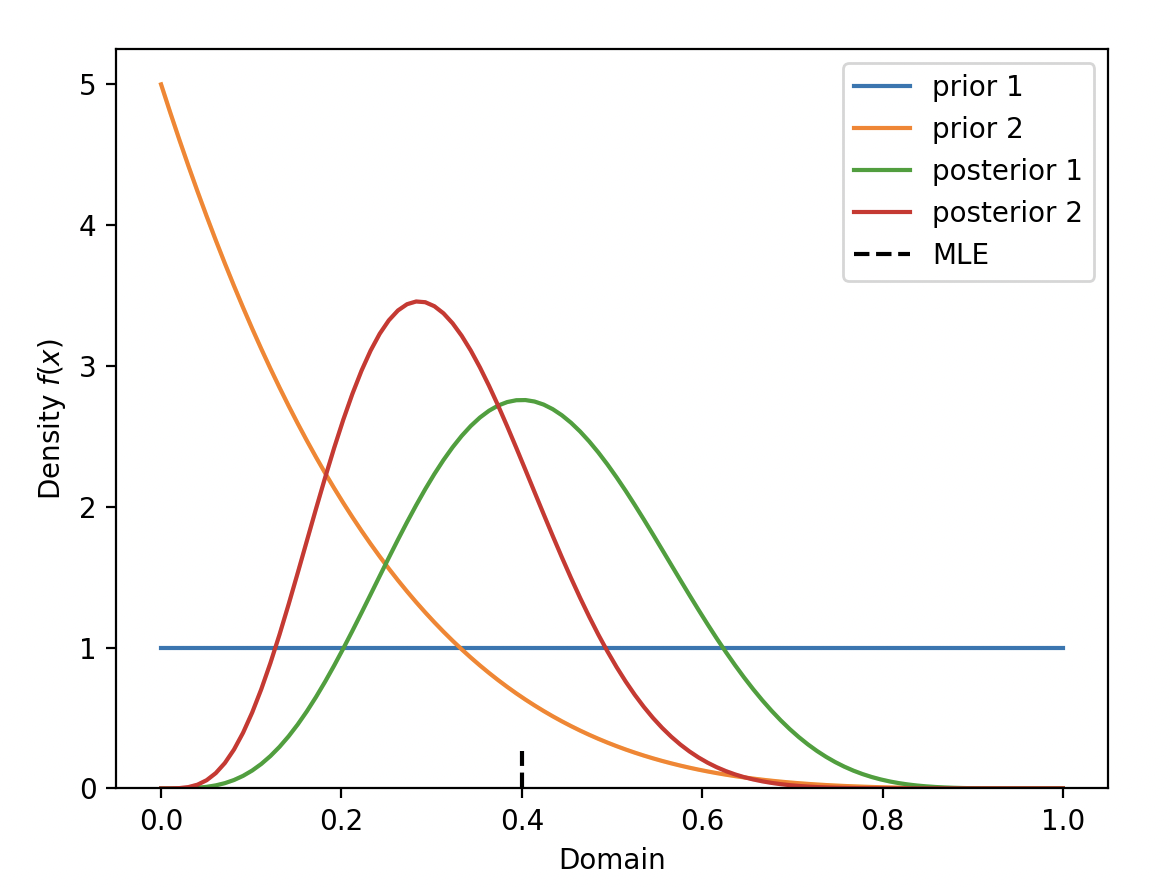 prior 1
prior 2
posterior 1
posterior 2
MLE
5
4
3
2
1
0
Density f(x)
0.0 0.2 0.4 0.6 0.8 1.0
Domain